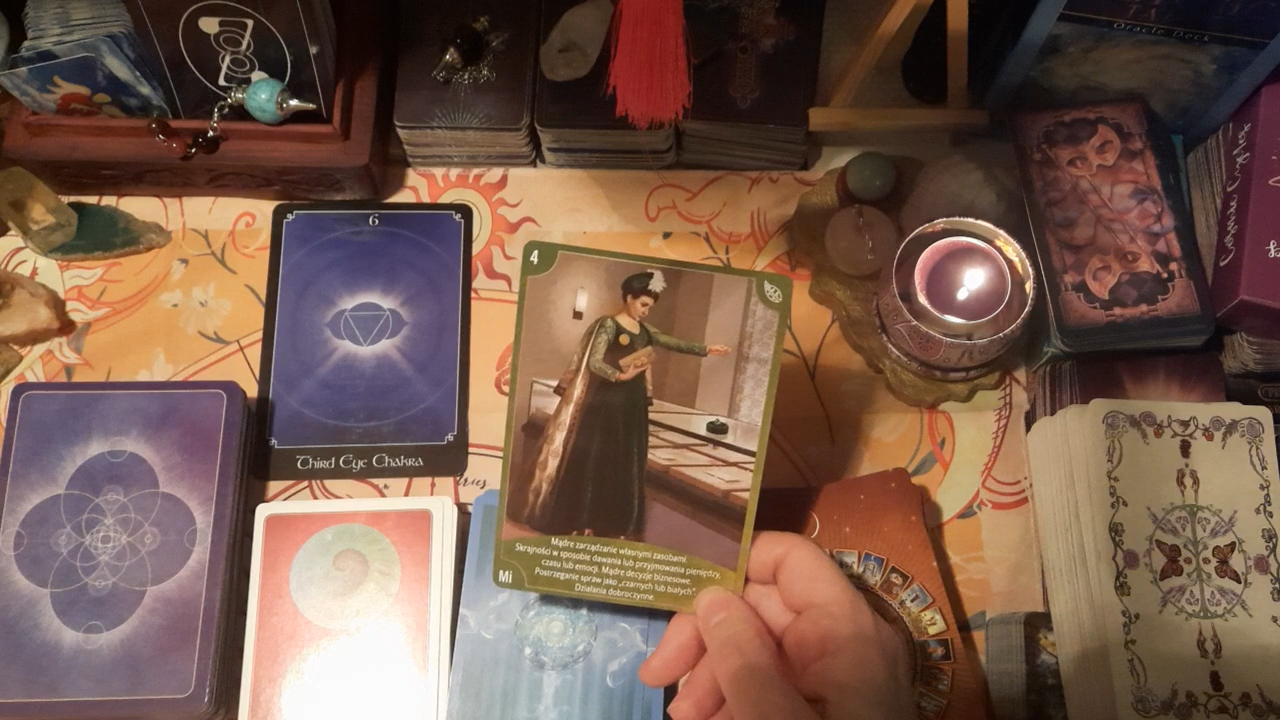 Oracle Deck
6
4
Third Eye Chakra
Mądre zarządzanie własnymi zasobami.
Skrajności w sposobie dawania lub przyjmowania pieniędzy,
czasu lub emocji. Mądre decyzje biznesowe.
Postrzeganie spraw jako „czarnych lub białych”.
Działania dobroczynne.
Mi